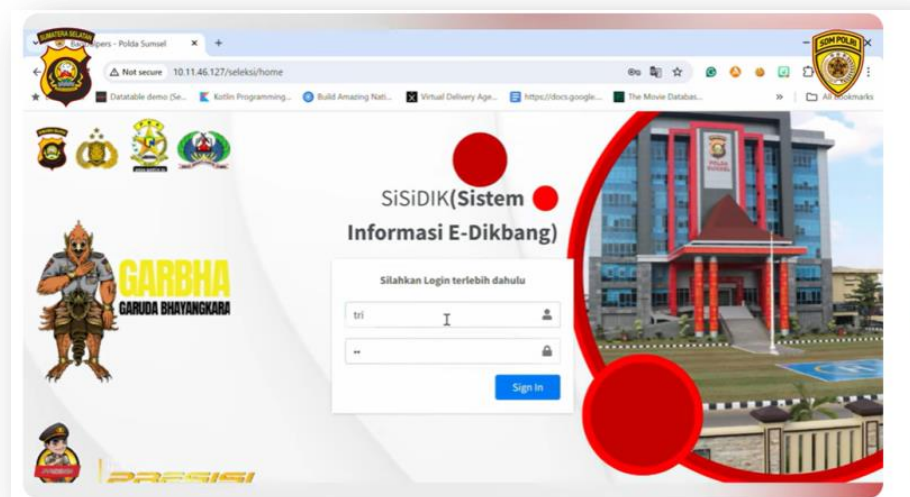 SUMATERA SELATAN
SDM POLRI
pers - Polda Sumsel
Not secure 10.11.46.127/seleksi/home
Datatable demo (Se... Kotlin Programming... Build Amazing Nati... Virtual Delivery Age... https://docs.google.... The Movie Databas... » All Bookmarks
SiSiDIK(Sistem
Informasi E-Dikbang)
Silahkan Login terlebih dahulu
tri
••
Sign In
GARBHA
GARUDA BHAYANGKARA
PRESISI
POLDA
SUMSEL